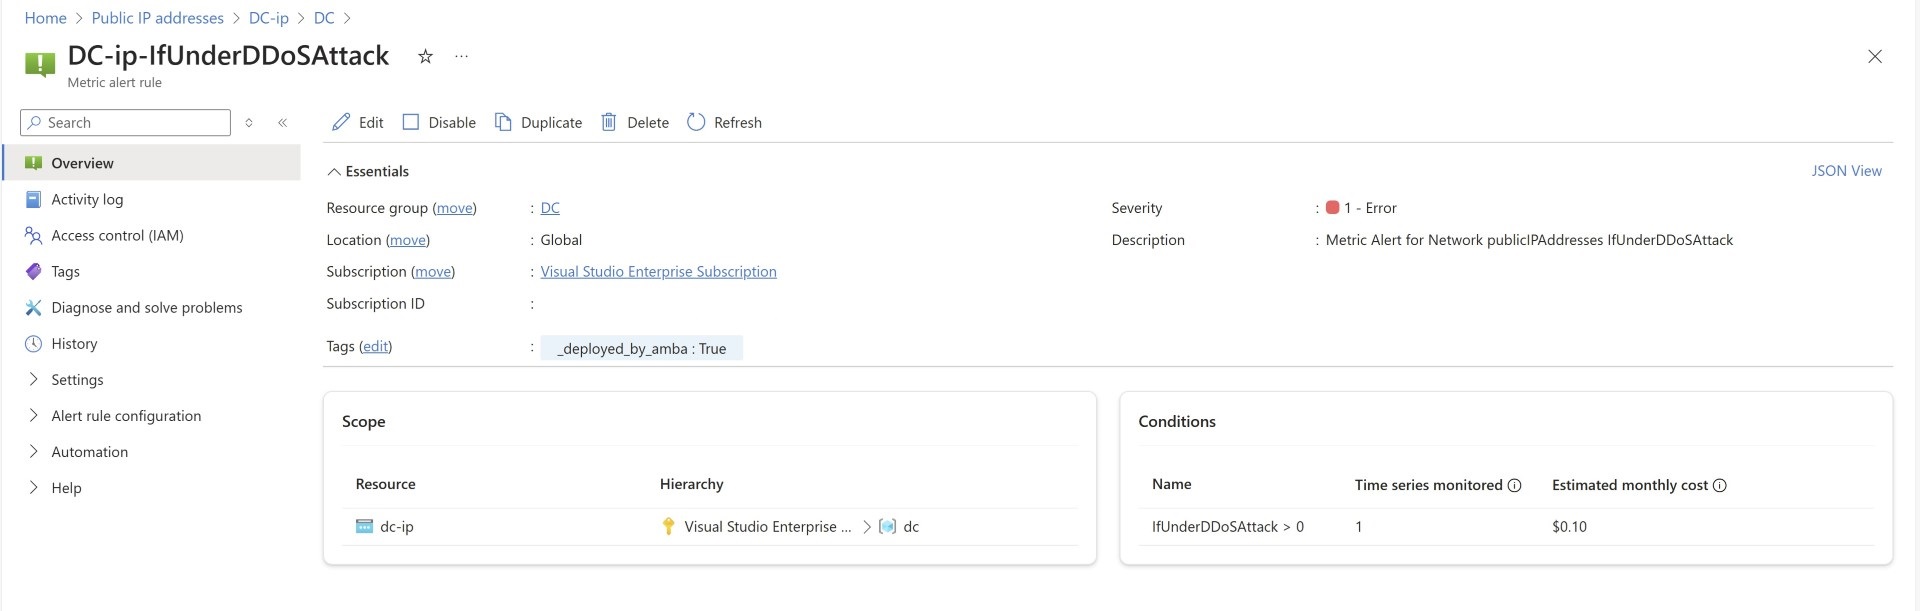 Home > Public IP addresses > DC-ip > DC >
DC-ip-IfUnderDDoSAttack ☆ ...
Metric alert rule
Search
Overview
Activity log
Access control (IAM)
Tags
Diagnose and solve problems
History
Settings
Alert rule configuration
Automation
Help
Edit Disable Duplicate Delete Refresh
Essentials JSON View
Resource group (move) : DC
Location (move) : Global
Subscription (move) : Visual Studio Enterprise Subscription
Subscription ID :
Tags (edit) : _deployed_by_amba : True
Severity : 1 - Error
Description : Metric Alert for Network publicIPAddresses IfUnderDDoSAttack
Scope
Resource Hierarchy
dc-ip Visual Studio Enterprise ... > dc
Conditions
Name Time series monitored Estimated monthly cost
IfUnderDDoSAttack > 0 1 $0.10